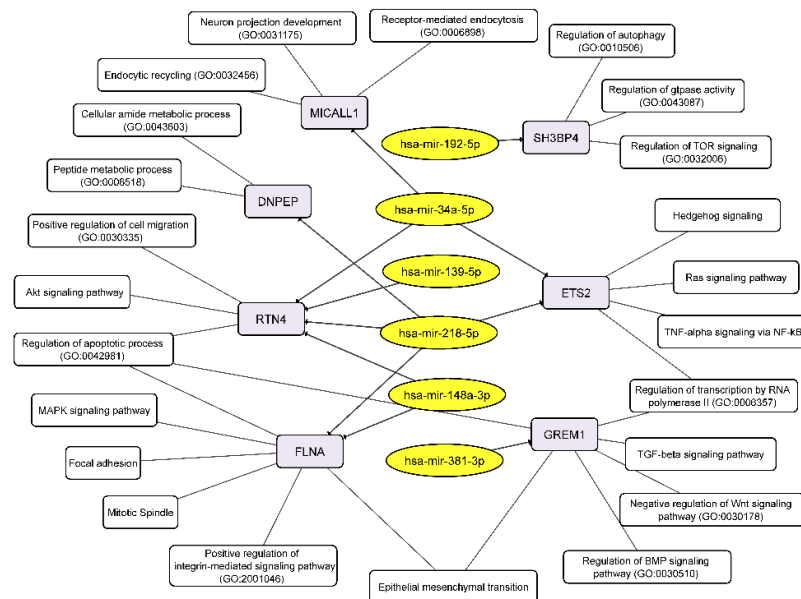 Neuron projection development
(GO:0031175)
Receptor-mediated endocytosis
(GO:0006898)
Regulation of autophagy
(GO:0010506)
Endocytic recycling (GO:0032456)
Regulation of gtpase activity
(GO:0043087)
Cellular amide metabolic process
(GO:0043603)
MICALL1
hsa-mir-192-5p
SH3BP4
Regulation of TOR signaling
(GO:0032006)
Peptide metabolic process
(GO:0006518)
DNPEP
hsa-mir-34a-5p
Hedgehog signaling
Positive regulation of cell migration
(GO:0030335)
hsa-mir-139-5p
Ras signaling pathway
Akt signaling pathway
ETS2
RTN4
hsa-mir-218-5p
TNF-alpha signaling via NF-kB
Regulation of apoptotic process
(GO:0042981)
hsa-mir-148a-3p
Regulation of transcription by RNA
polymerase II (GO:0006357)
MAPK signaling pathway
GREM1
FLNA
hsa-mir-381-3p
TGF-beta signaling pathway
Focal adhesion
Negative regulation of Wnt signaling
pathway (GO:0030178)
Mitotic Spindle
Positive regulation of
integrin-mediated signaling pathway
(GO:2001046)
Regulation of BMP signaling
pathway (GO:0030510)
Epithelial mesenchymal transition